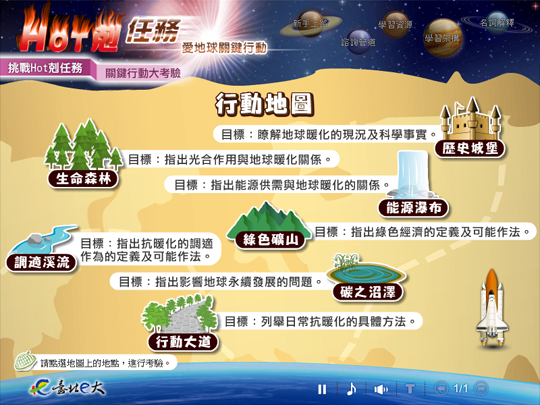 Hot剋 任務
愛地球關鍵行動
新引主 學習資源 名詞解釋
諮詢管道 學習架構
挑戰Hot剋任務 關鍵行動大考驗
行動地圖
目標：瞭解地球暖化的現況及科學事實。
歷史城堡
目標：指出光合作用與地球暖化關係。
生命森林
目標：指出能源供需與地球暖化的關係。
能源瀑布
綠色礦山
目標：指出綠色經濟的定義及可能作法。
目標：指出抗暖化的調適
作為的定義及可能作法。
調適溪流
目標：指出影響地球永續發展的問題。
碳之沼澤
目標：列舉日常抗暖化的具體方法。
行動大道
請點選地圖上的地點，進行考驗。
臺北e大
T 1/1